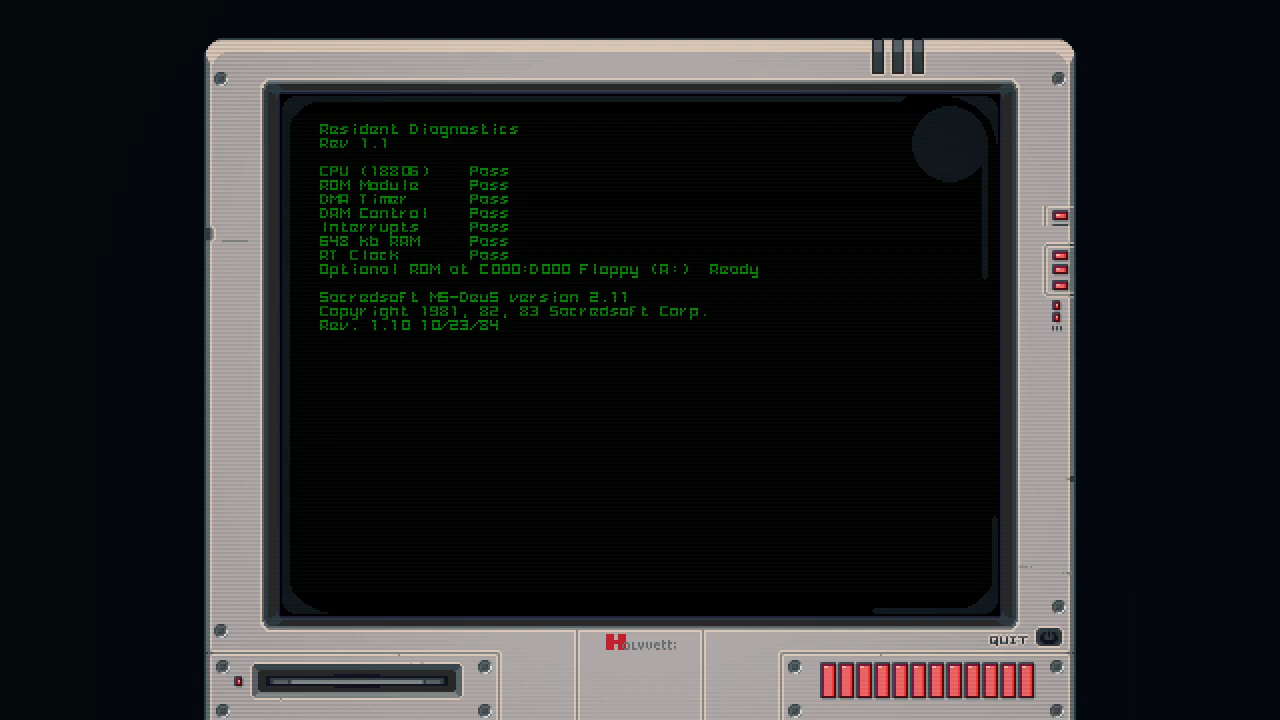 Resident Diagnostics
Rev 1.1
CPU (18806) Pass
ROM Module Pass
DMA Timer Pass
DAM Control Pass
Interrupts Pass
648 kb RAM Pass
RT Clock Pass
Optional ROM at C000:D000 Floppy (A:) Ready
Sacredsoft MS-DeuS version 2.11
Copyright 1981, 82, 83 Sacredsoft Corp.
Rev. 1.10 10/23/84
QUIT